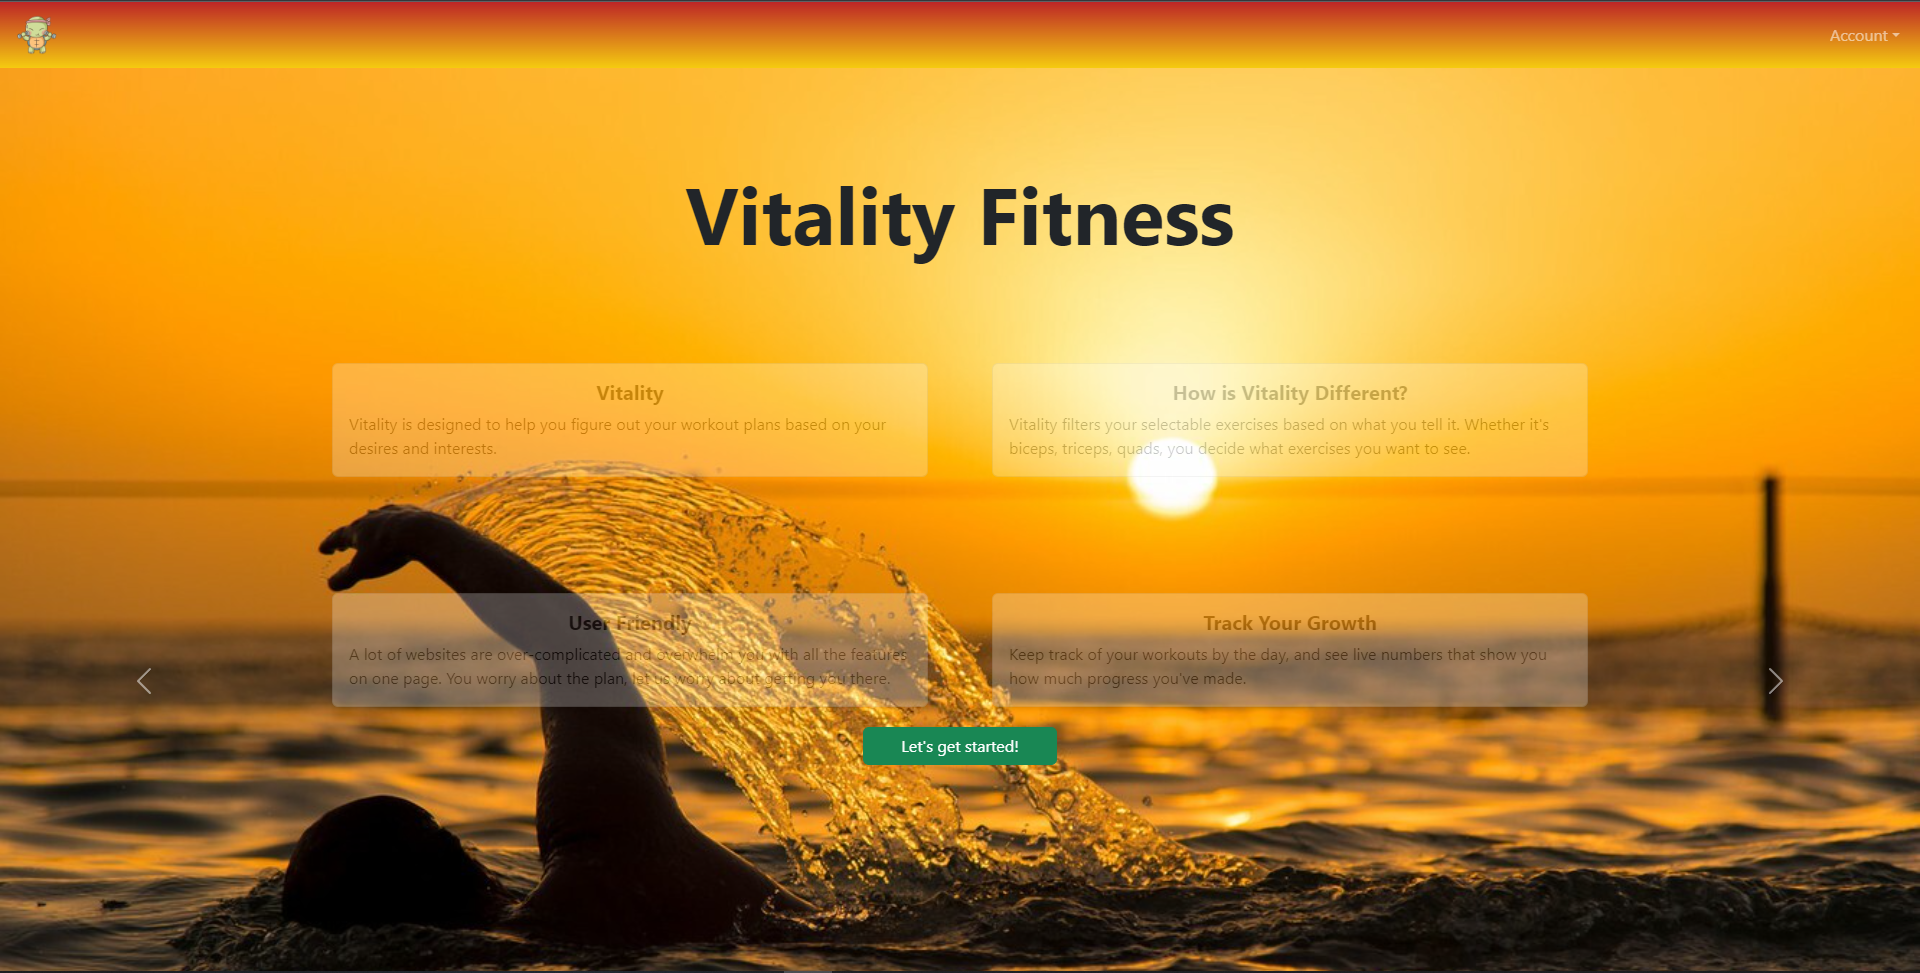 Account
Vitality Fitness
Vitality
Vitality is designed to help you figure out your workout plans based on your
desires and interests.
How is Vitality Different?
Vitality filters your selectable exercises based on what you tell it. Whether it's
biceps, triceps, quads, you decide what exercises you want to see.
User Friendly
A lot of websites are over-complicated and overwhelm you with all the features
on one page. You worry about the plan, let us worry about getting you there.
Track Your Growth
Keep track of your workouts by the day, and see live numbers that show you
how much progress you've made.
Let's get started!